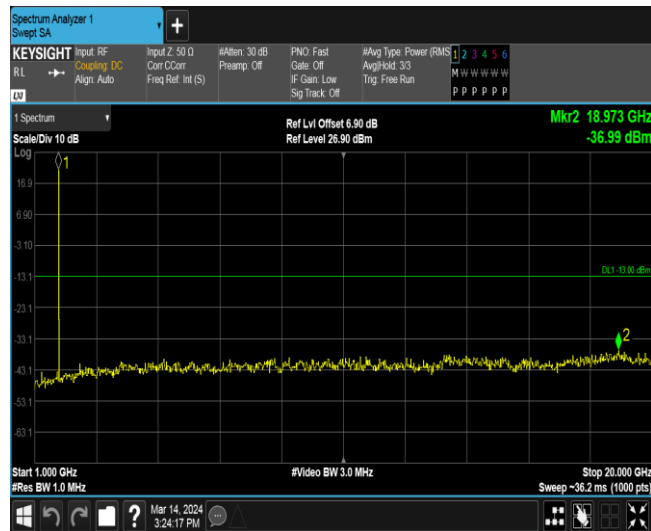 Spectrum Analyzer 1
Swept SA
+
KEYSIGHT
RL
LXI
Input: RF
Coupling: DC
Align: Auto
Input Z: 50 Ω
Corr CCorr
Freq Ref: Int (S)
#Atten: 30 dB
Preamp: Off
PNO: Fast
Gate: Off
IF Gain: Low
Sig Track: Off
#Avg Type: Power (RMS
Avg|Hold: 3/3
Trig: Free Run
1 2 3 4 5 6
M W W W W W
P P P P P P
1 Spectrum
Scale/Div 10 dB
Log
Ref Lvl Offset 6.90 dB
Ref Level 26.90 dBm
Mkr2 18.973 GHz
-36.99 dBm
1
16.9
6.90
-3.10
-13.1
DL1 -13.00 dBm
-23.1
-33.1
2
-43.1
-53.1
-63.1
Start 1.000 GHz
#Res BW 1.0 MHz
#Video BW 3.0 MHz
Stop 20.000 GHz
Sweep ~36.2 ms (1000 pts)
?
Mar 14, 2024
3:24:17 PM